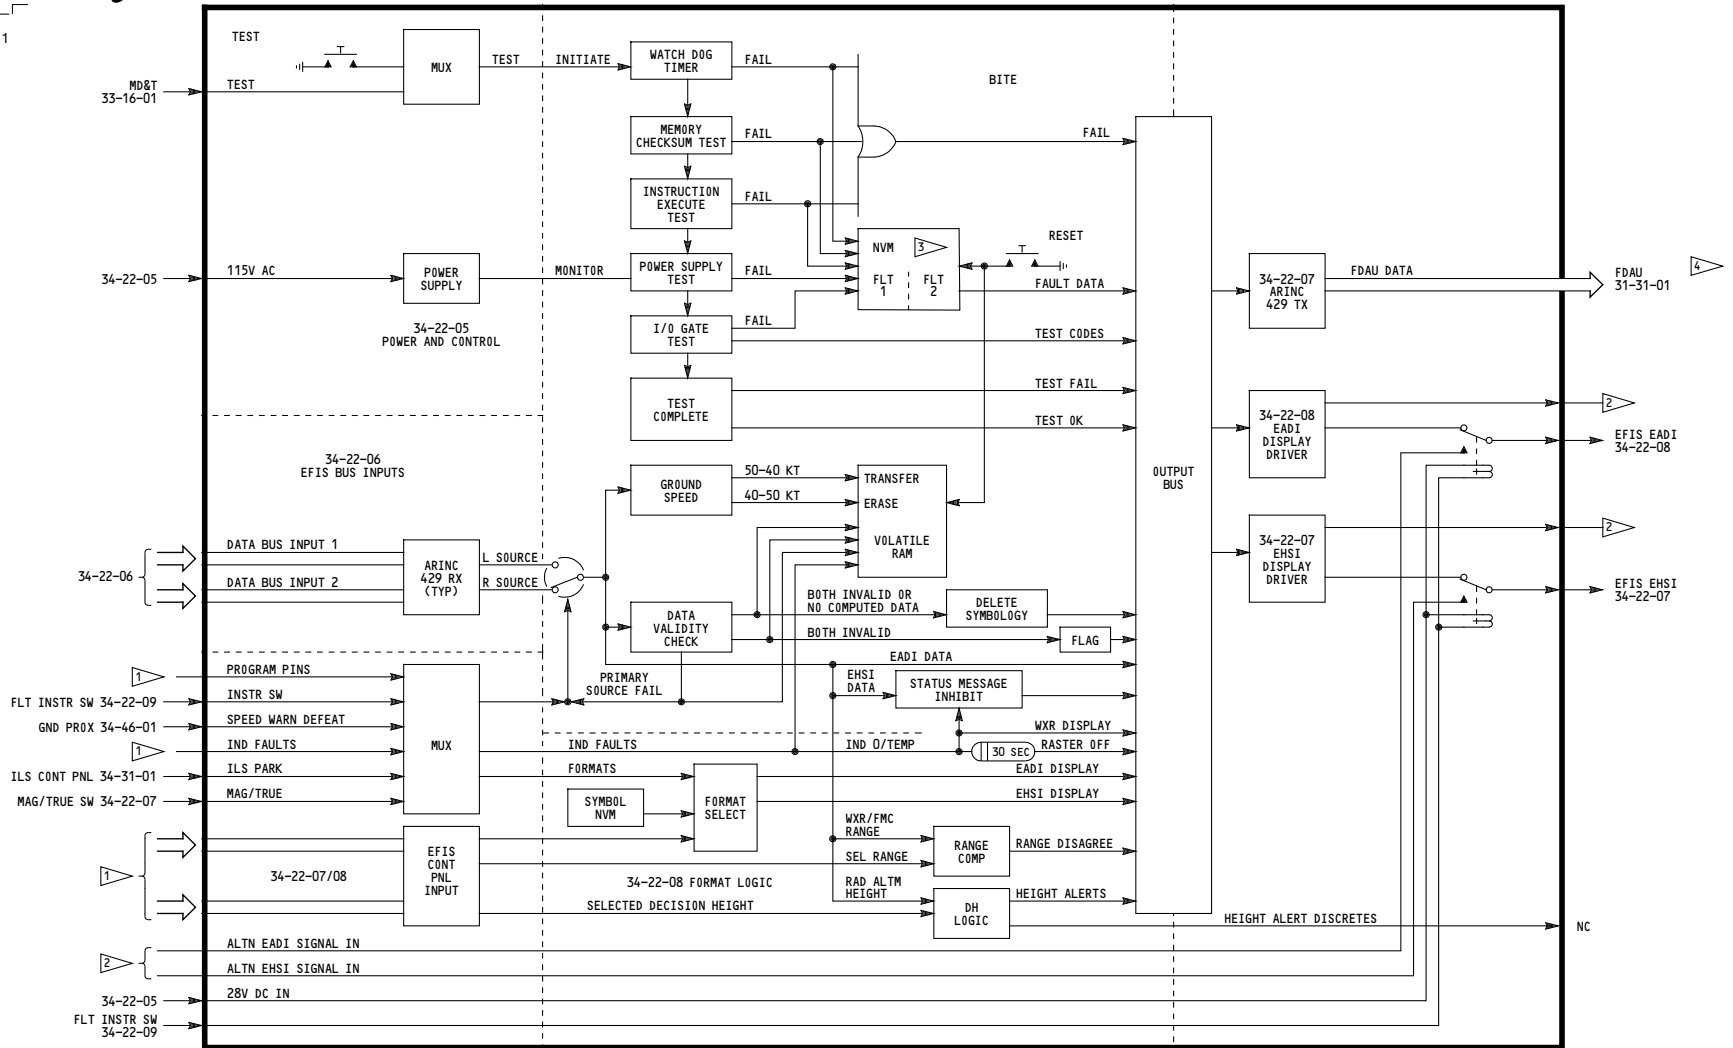 1
TEST
MUX
TEST
INITIATE
WATCH DOG
TIMER
FAIL
BITE
MD&T
33-16-01
TEST
MEMORY
CHECKSUM TEST
FAIL
FAIL
INSTRUCTION
EXECUTE
TEST
FAIL
NVM
3
RESET
FLT
1
FLT
2
34-22-05
115V AC
POWER
SUPPLY
MONITOR
POWER SUPPLY
TEST
FAIL
FAULT DATA
34-22-07
ARINC
429 TX
FDAU DATA
FDAU
31-31-01
4
34-22-05
POWER AND CONTROL
I/O GATE
TEST
FAIL
TEST CODES
TEST
COMPLETE
TEST FAIL
TEST OK
34-22-08
EADI
DISPLAY
DRIVER
2
EFIS EADI
34-22-08
34-22-06
EFIS BUS INPUTS
GROUND
SPEED
50-40 KT
40-50 KT
TRANSFER
ERASE
VOLATILE
RAM
OUTPUT
BUS
34-22-07
EHSI
DISPLAY
DRIVER
2
EFIS EHSI
34-22-07
34-22-06
DATA BUS INPUT 1
DATA BUS INPUT 2
ARINC
429 RX
(TYP)
L SOURCE
R SOURCE
DATA
VALIDITY
CHECK
BOTH INVALID OR
NO COMPUTED DATA
DELETE
SYMBOLOGY
BOTH INVALID
FLAG
EADI DATA
1
PROGRAM PINS
FLT INSTR SW 34-22-09
INSTR SW
GND PROX 34-46-01
SPEED WARN DEFEAT
1
IND FAULTS
ILS CONT PNL 34-31-01
ILS PARK
MAG/TRUE SW 34-22-07
MAG/TRUE
MUX
PRIMARY
SOURCE FAIL
EHSI
DATA
STATUS MESSAGE
INHIBIT
WXR DISPLAY
IND FAULTS
IND O/TEMP
30 SEC
RASTER OFF
FORMATS
EADI DISPLAY
SYMBOL
NVM
FORMAT
SELECT
EHSI DISPLAY
1
34-22-07/08
EFIS
CONT
PNL
INPUT
WXR/FMC
RANGE
SEL RANGE
RANGE
COMP
RANGE DISAGREE
34-22-08 FORMAT LOGIC
RAD ALTM
HEIGHT
SELECTED DECISION HEIGHT
DH
LOGIC
HEIGHT ALERTS
HEIGHT ALERT DISCRETES
NC
2
ALTN EADI SIGNAL IN
ALTN EHSI SIGNAL IN
34-22-05
28V DC IN
FLT INSTR SW
34-22-09